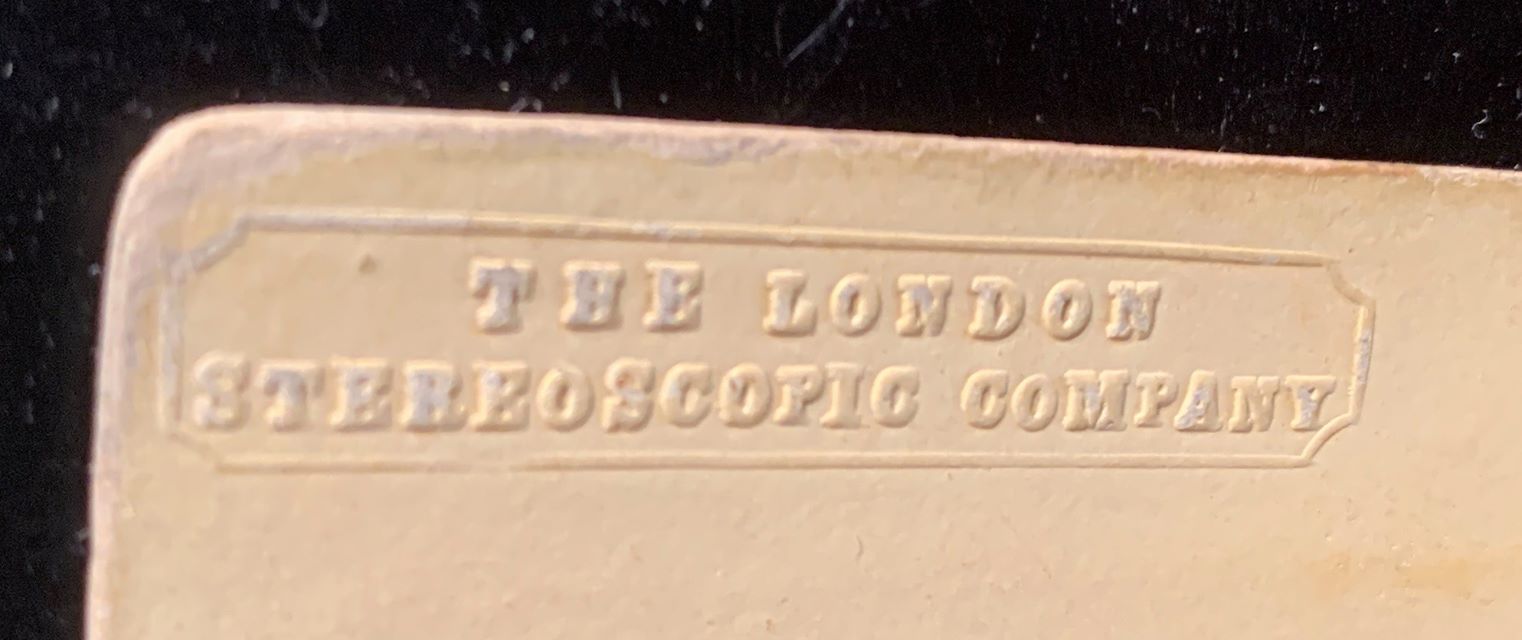 THE LONDON
STEREOSCOPIC COMPANY